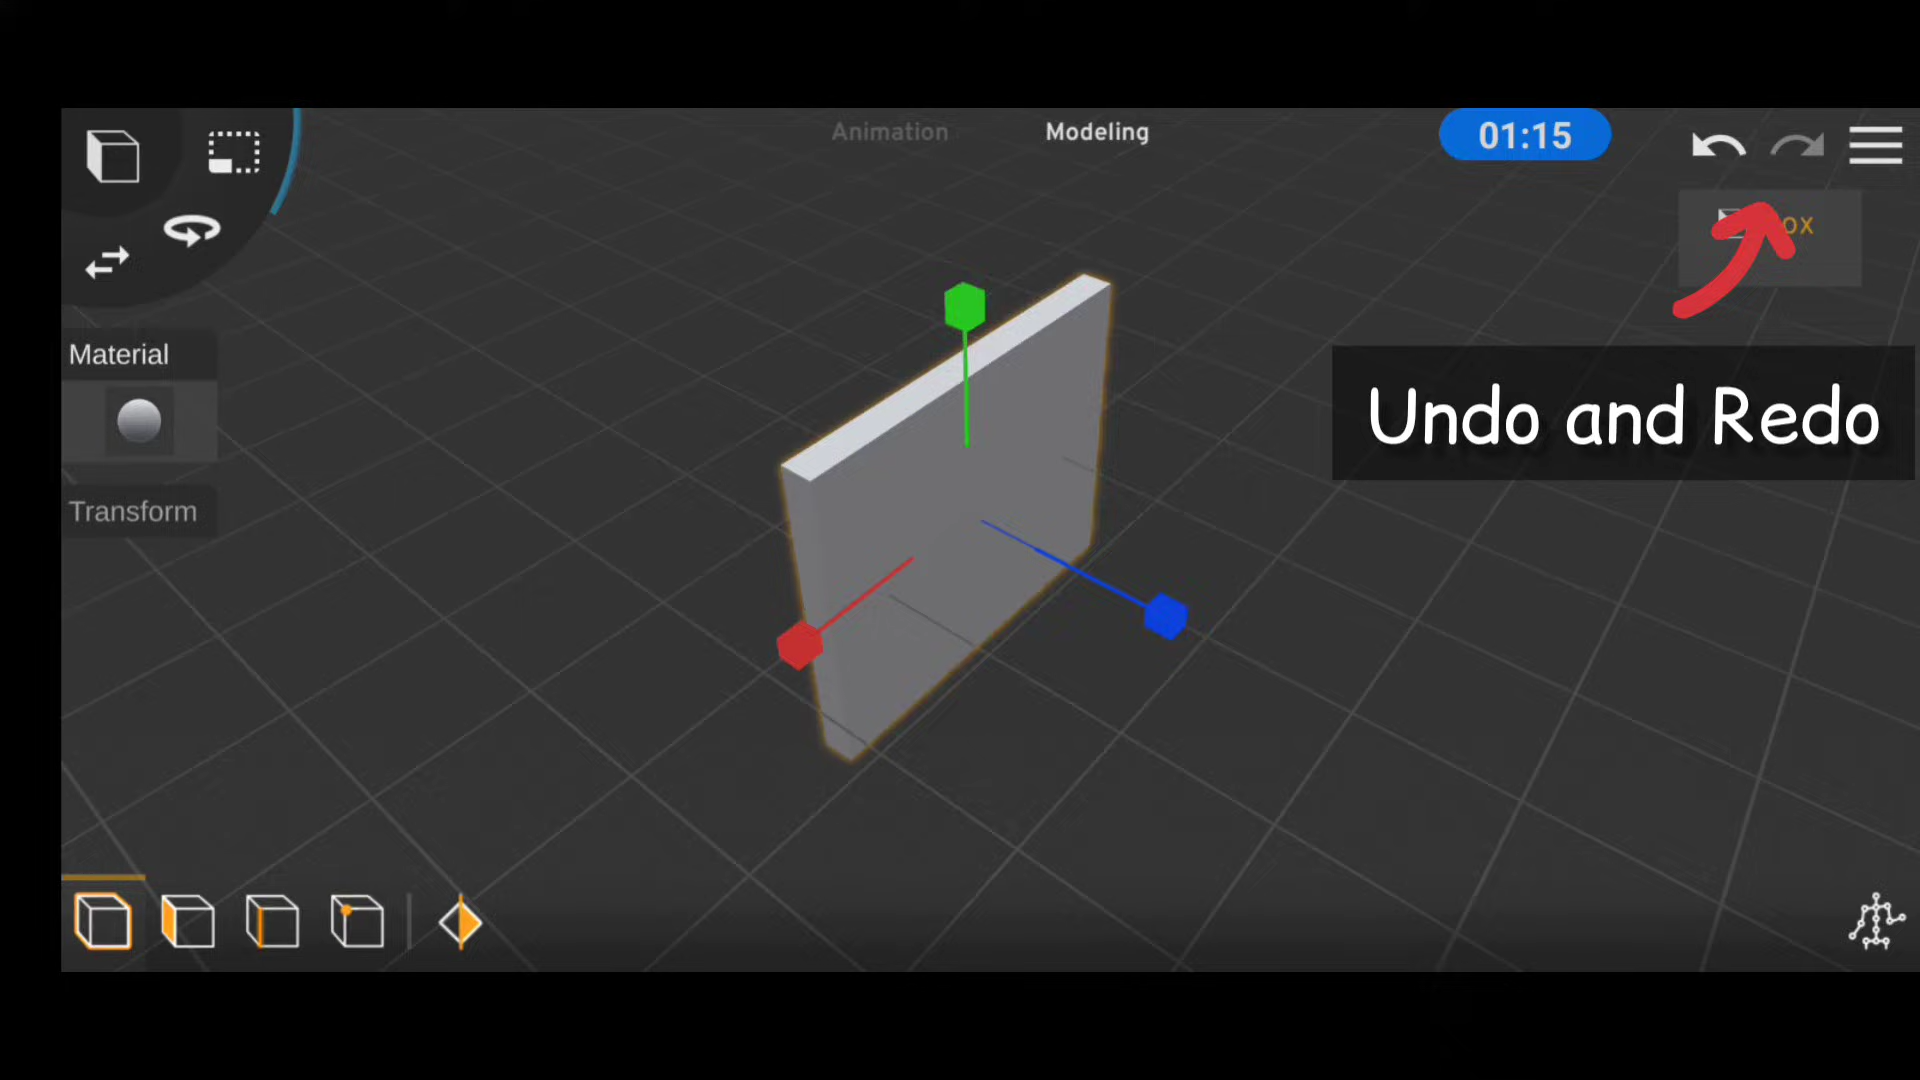 Animation
Modeling
01:15
Material
Transform
Undo and Redo